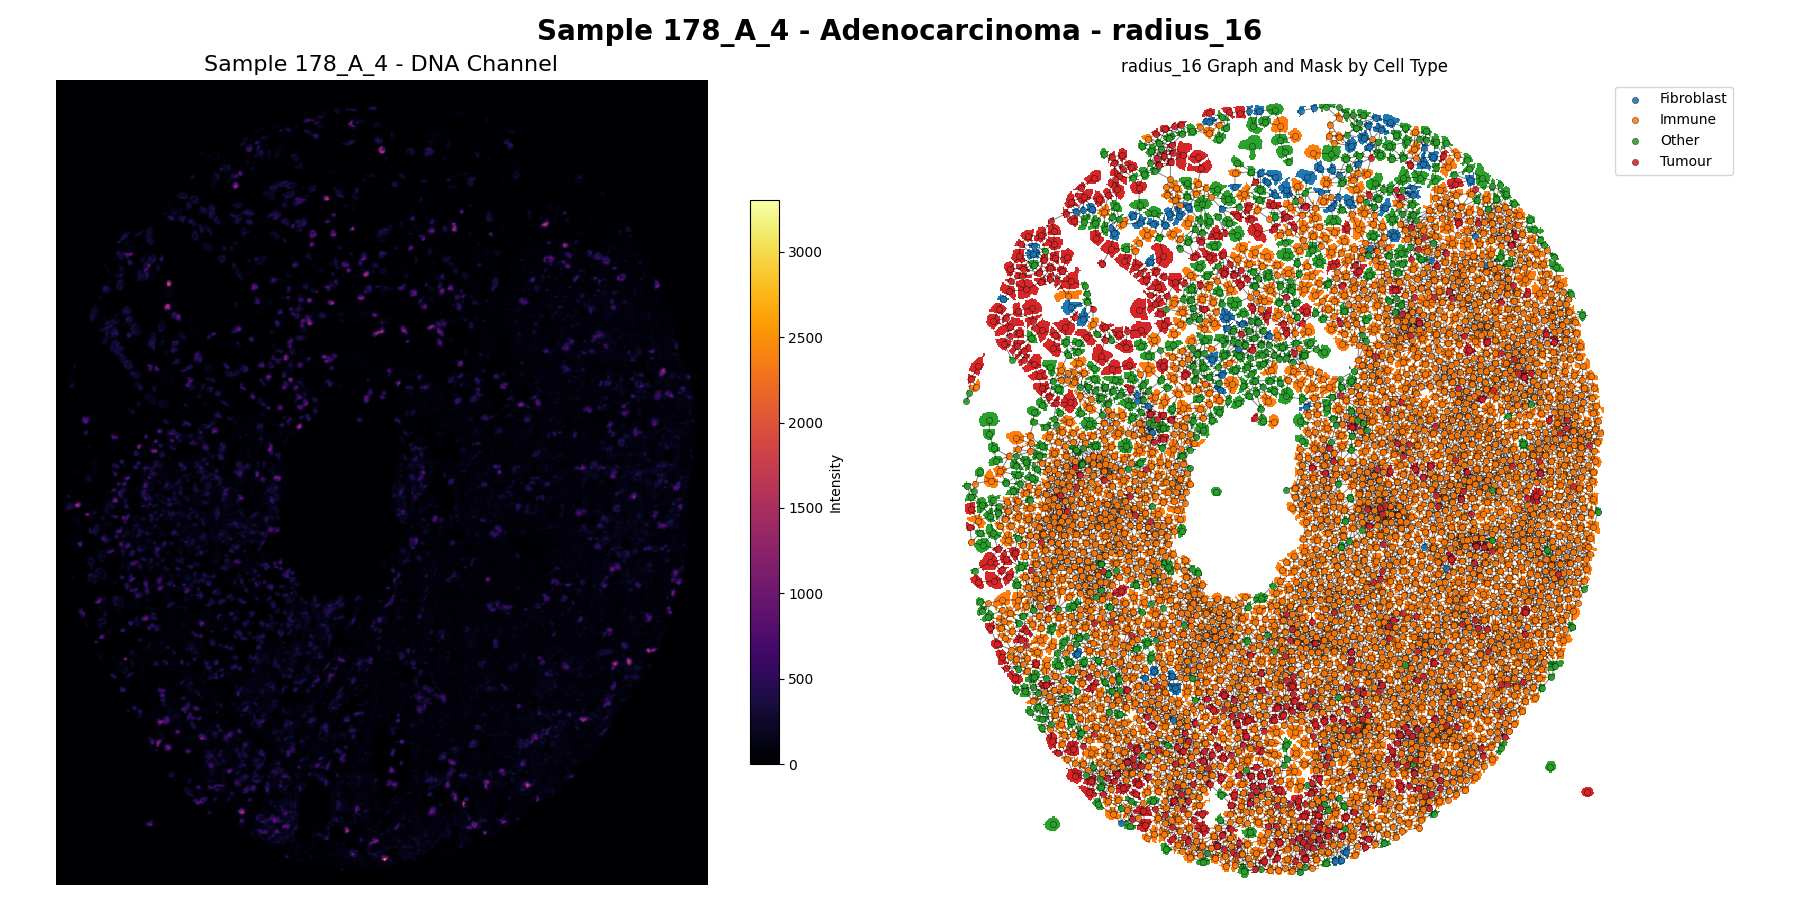 Sample 178_A_4 - Adenocarcinoma - radius_16
Sample 178_A_4 - DNA Channel
radius_16 Graph and Mask by Cell Type
Fibroblast
Immune
Other
Tumour
3000
2500
2000
1500
1000
500
0
Intensity